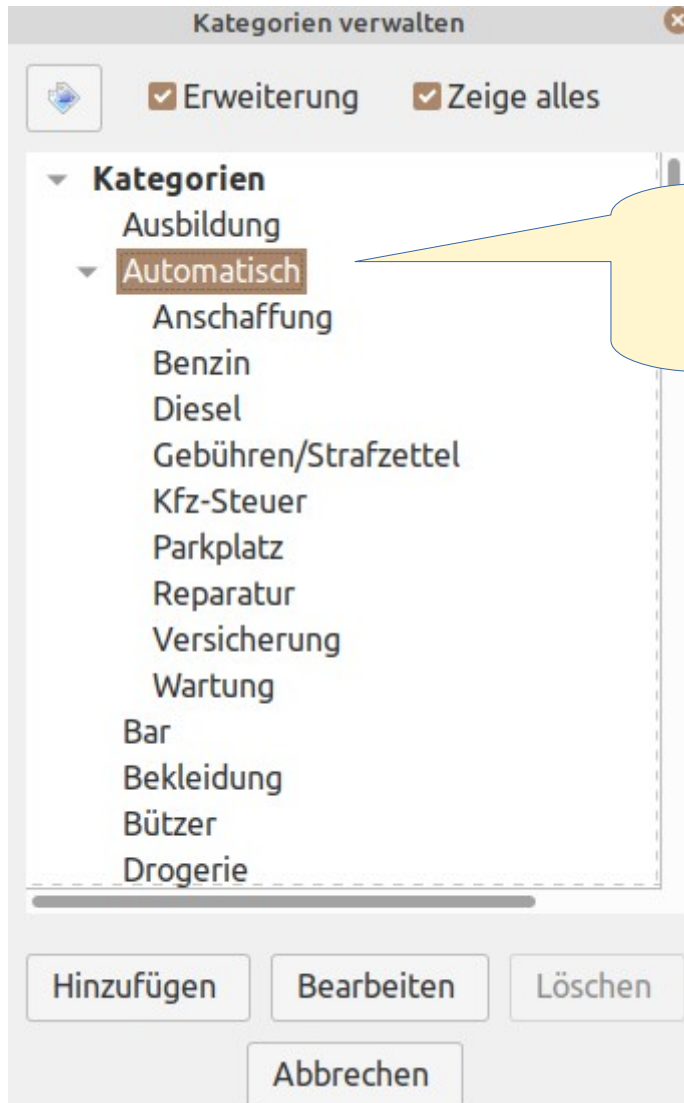 Kategorien verwalten
Erweiterung Zeige alles
Kategorien
Ausbildung
Automatisch
Anschaffung
Benzin
Diesel
Gebühren/Strafzettel
Kfz-Steuer
Parkplatz
Reparatur
Versicherung
Wartung
Bar
Bekleidung
Bützer
Drogerie
Hinzufügen Bearbeiten Löschen
Abbrechen